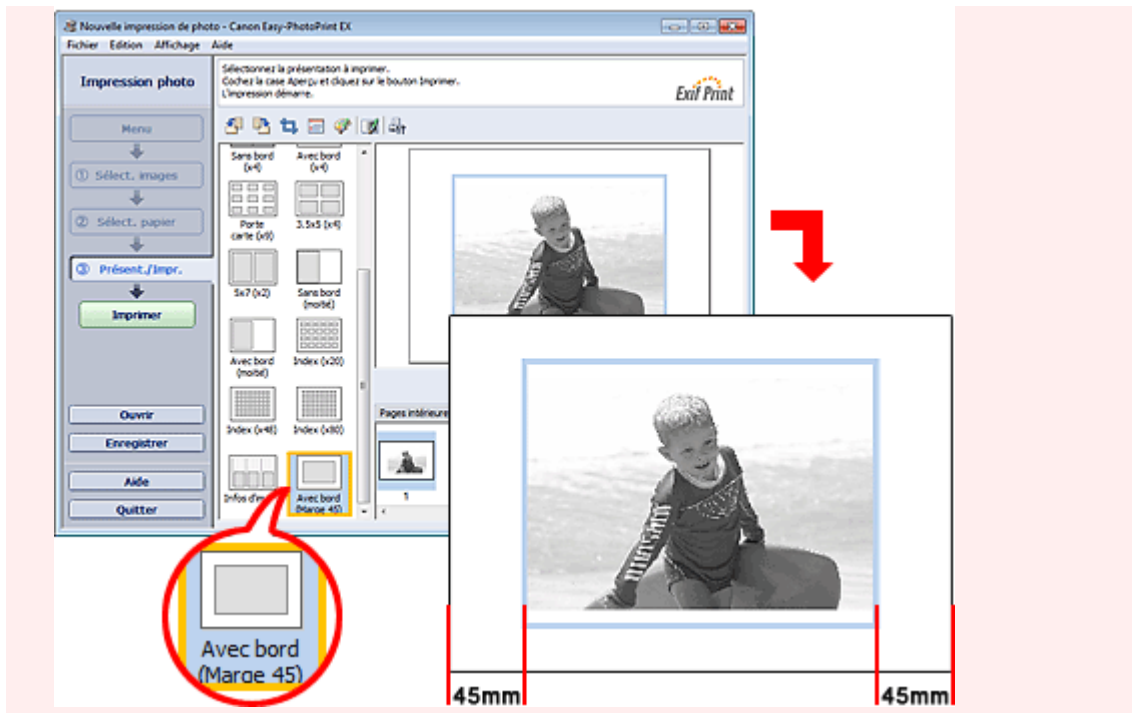 Nouvelle impression de photo - Canon Easy-PhotoPrint EX
Fichier Edition Affichage Aide
Impression photo
Sélectionnez la présentation à imprimer.
Cochez la case Aperçu et cliquez sur le bouton Imprimer.
L'impression démarre.
Exif Print
Menu
① Sélect. images
② Sélect. papier
③ Présent./Impr.
Imprimer
Ouvrir
Enregistrer
Aide
Quitter
Sans bord
(x4)
Avec bord
(x4)
Porte
carte (x9)
3.5x5 (x4)
5x7 (x2)
Sans bord
(moitié)
Avec bord
(moitié)
Index (x20)
Index (x48)
Index (x80)
Infos d'im
Avec bord
(Marge 45)
Pages intérieure
1
Avec bord
(Marge 45)
45mm
45mm